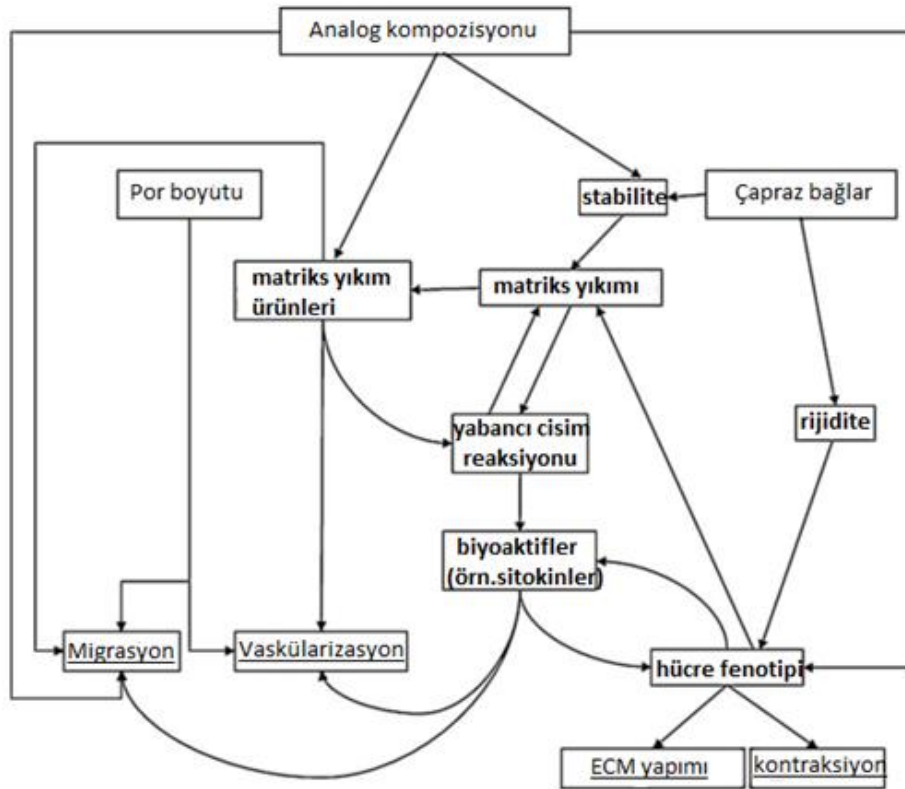 Analog kompozisyonu
Por boyutu
stabilite
Çapraz bağlar
matriks yıkım
ürünleri
matriks yıkımı
yabancı cisim
reaksiyonu
rijidite
biyoaktifler
(örn.sitokinler)
Migrasyon
Vaskülarizasyon
hücre fenotipi
ECM yapımı
kontraksiyon